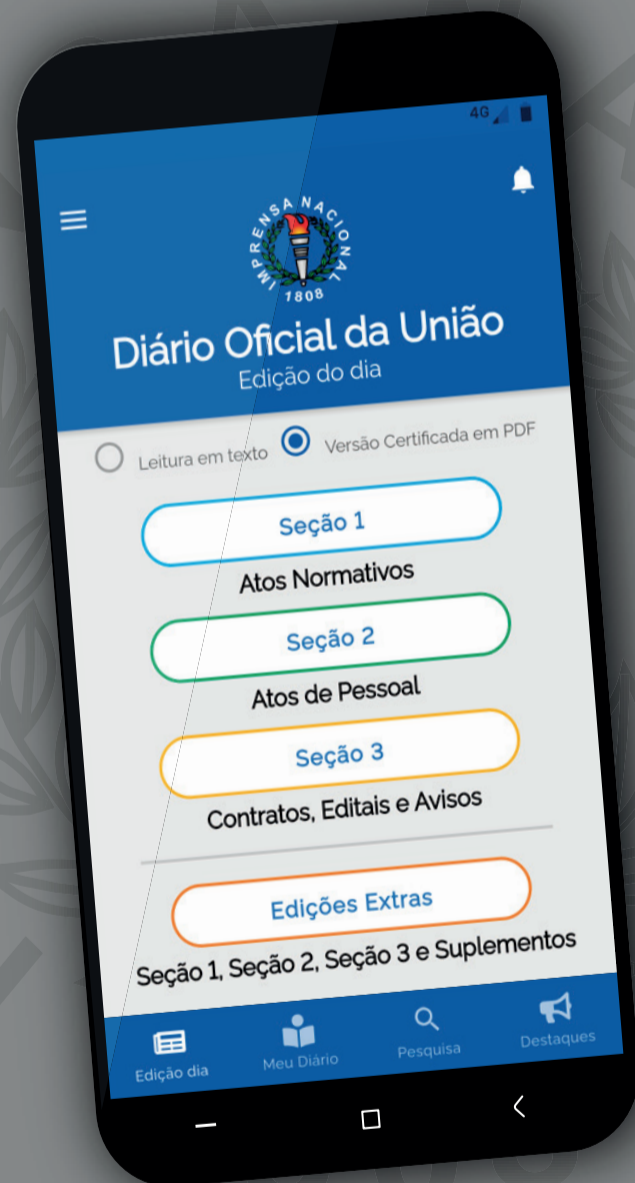 4G
IMPRENSA NACIONAL
1808
Diário Oficial da União
Edição do dia
Leitura em texto Versão Certificada em PDF
Seção 1
Atos Normativos
Seção 2
Atos de Pessoal
Seção 3
Contratos, Editais e Avisos
Edições Extras
Seção 1, Seção 2, Seção 3 e Suplementos
Edição dia Meu Diário Pesquisa Destaques